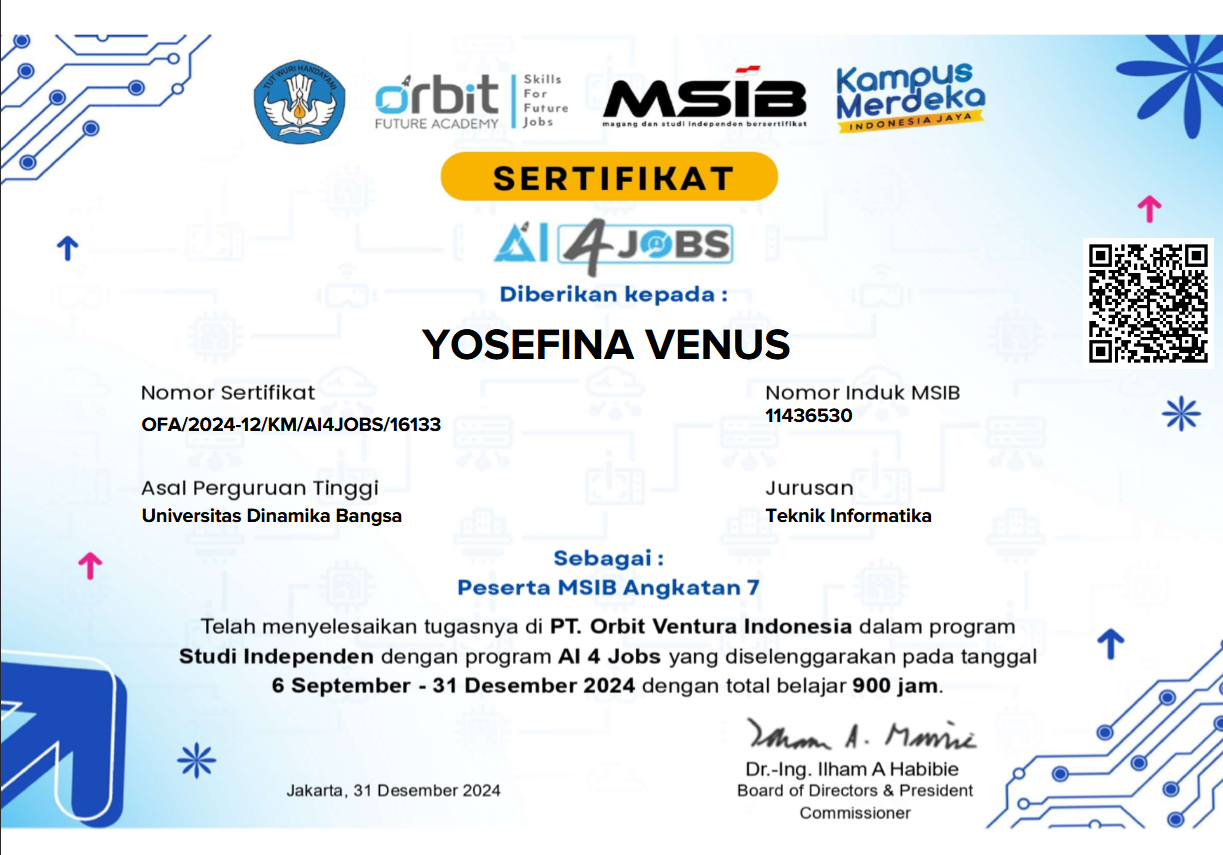 TUT WURI HANDAYANI
Orbit
FUTURE ACADEMY
Skills
For
Future
Jobs
MSIB
magang dan studi independen bersertifikat
Kampus
Merdeka
INDONESIA JAYA
SERTIFIKAT
AI 4 JOBS
Diberikan kepada :
YOSEFINA VENUS
Nomor Sertifikat
OFA/2024-12/KM/AI4JOBS/16133
Nomor Induk MSIB
11436530
Asal Perguruan Tinggi
Universitas Dinamika Bangsa
Jurusan
Teknik Informatika
Sebagai :
Peserta MSIB Angkatan 7
Telah menyelesaikan tugasnya di PT. Orbit Ventura Indonesia dalam program
Studi Independen dengan program AI 4 Jobs yang diselenggarakan pada tanggal
6 September - 31 Desember 2024 dengan total belajar 900 jam.
Jakarta, 31 Desember 2024
Dr.-Ing. Ilham A Habibie
Board of Directors & President
Commissioner